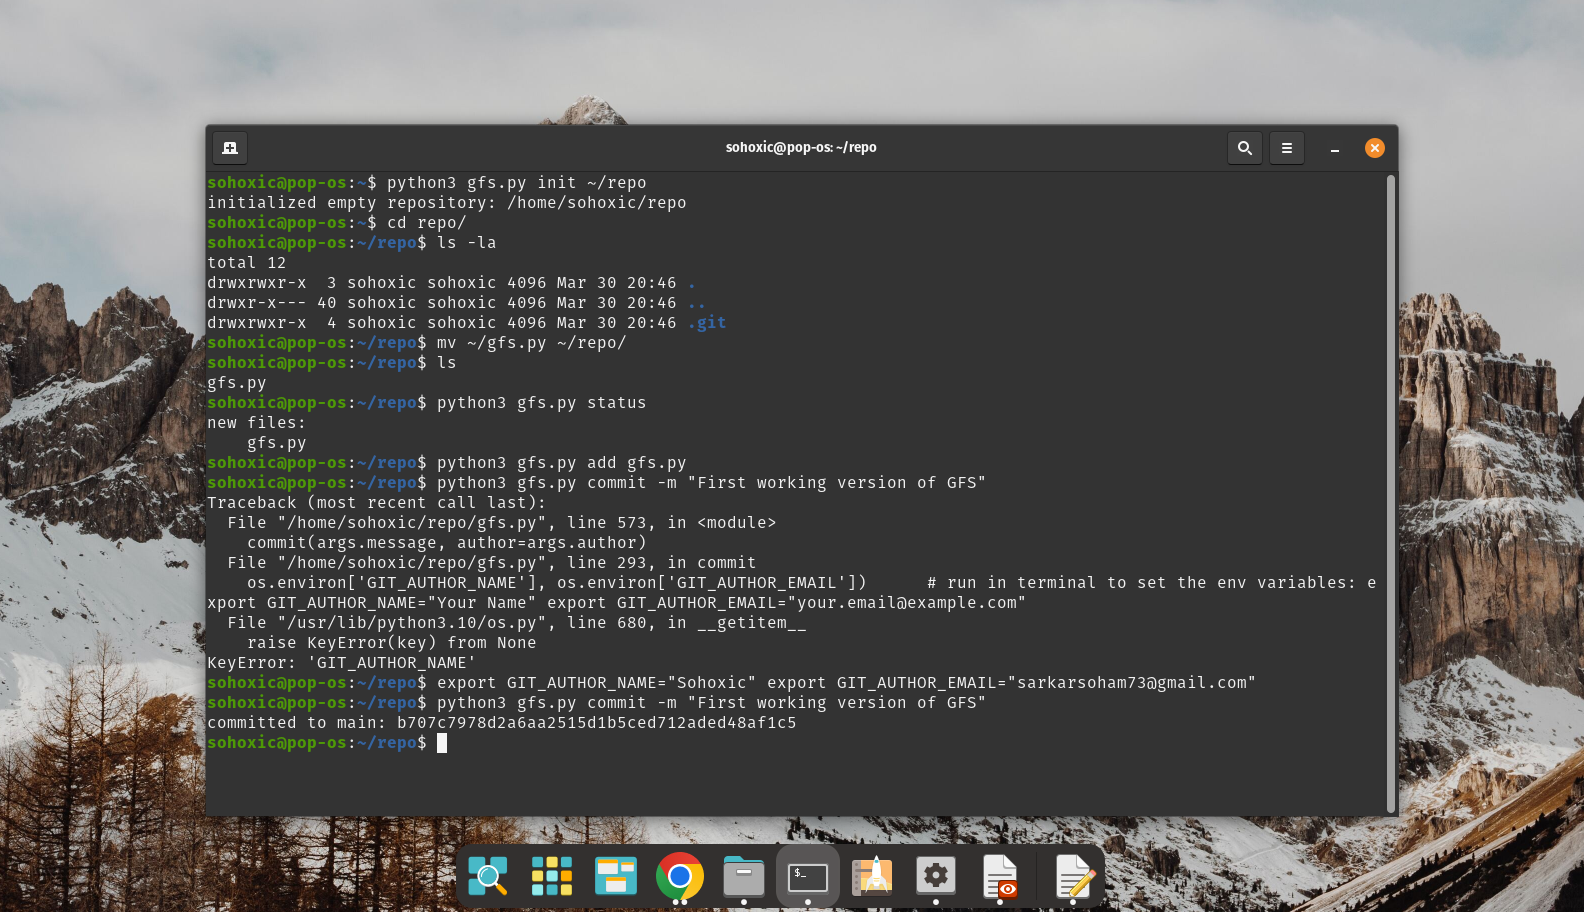 sohoxic@pop-os: ~/repo
sohoxic@pop-os:~$ python3 gfs.py init ~/repo
initialized empty repository: /home/sohoxic/repo
sohoxic@pop-os:~$ cd repo/
sohoxic@pop-os:~/repo$ ls -la
total 12
drwxrwxr-x  3 sohoxic sohoxic 4096 Mar 30 20:46 .
drwxr-x--- 40 sohoxic sohoxic 4096 Mar 30 20:46 ..
drwxrwxr-x  4 sohoxic sohoxic 4096 Mar 30 20:46 .git
sohoxic@pop-os:~/repo$ mv ~/gfs.py ~/repo/
sohoxic@pop-os:~/repo$ ls
gfs.py
sohoxic@pop-os:~/repo$ python3 gfs.py status
new files:
    gfs.py
sohoxic@pop-os:~/repo$ python3 gfs.py add gfs.py
sohoxic@pop-os:~/repo$ python3 gfs.py commit -m "First working version of GFS"
Traceback (most recent call last):
  File "/home/sohoxic/repo/gfs.py", line 573, in <module>
    commit(args.message, author=args.author)
  File "/home/sohoxic/repo/gfs.py", line 293, in commit
    os.environ['GIT_AUTHOR_NAME'], os.environ['GIT_AUTHOR_EMAIL'])      # run in terminal to set the env variables: e
xport GIT_AUTHOR_NAME="Your Name" export GIT_AUTHOR_EMAIL="your.email@example.com"
  File "/usr/lib/python3.10/os.py", line 680, in __getitem__
    raise KeyError(key) from None
KeyError: 'GIT_AUTHOR_NAME'
sohoxic@pop-os:~/repo$ export GIT_AUTHOR_NAME="Sohoxic" export GIT_AUTHOR_EMAIL="sarkarsoham73@gmail.com"
sohoxic@pop-os:~/repo$ python3 gfs.py commit -m "First working version of GFS"
committed to main: b707c7978d2a6aa2515d1b5ced712aded48af1c5
sohoxic@pop-os:~/repo$
$_